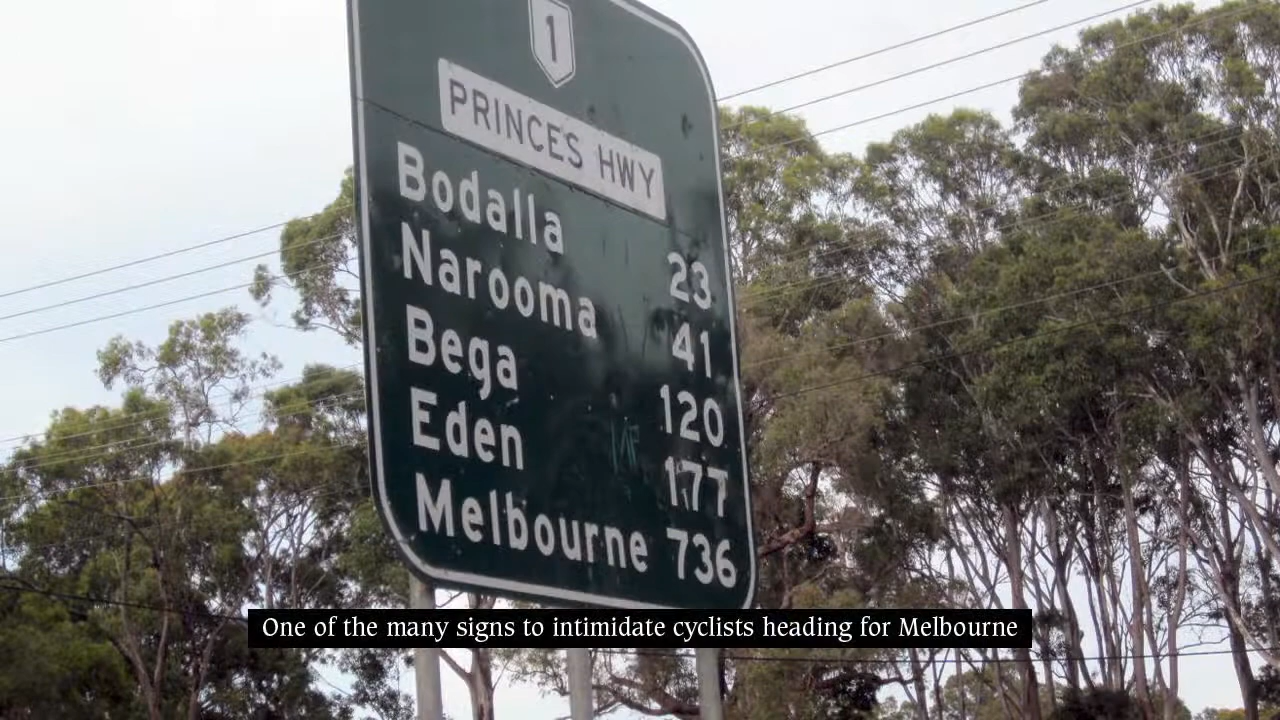 1
PRINCES HWY
Bodalla 23
Narooma 41
Bega 120
Eden 177
Melbourne 736
One of the many signs to intimidate cyclists heading for Melbourne